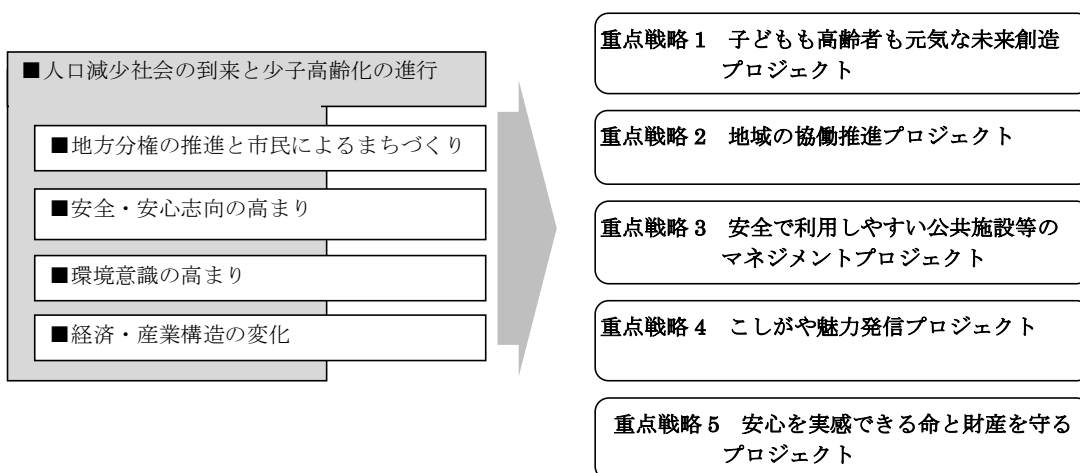 ■人口減少社会の到来と少子高齢化の進行
■地方分権の推進と市民によるまちづくり
■安全・安心志向の高まり
■環境意識の高まり
■経済・産業構造の変化
重点戦略1 子どもも高齢者も元気な未来創造
プロジェクト
重点戦略2 地域の協働推進プロジェクト
重点戦略3 安全で利用しやすい公共施設等の
マネジメントプロジェクト
重点戦略4 こしがや魅力発信プロジェクト
重点戦略5 安心を実感できる命と財産を守る
プロジェクト